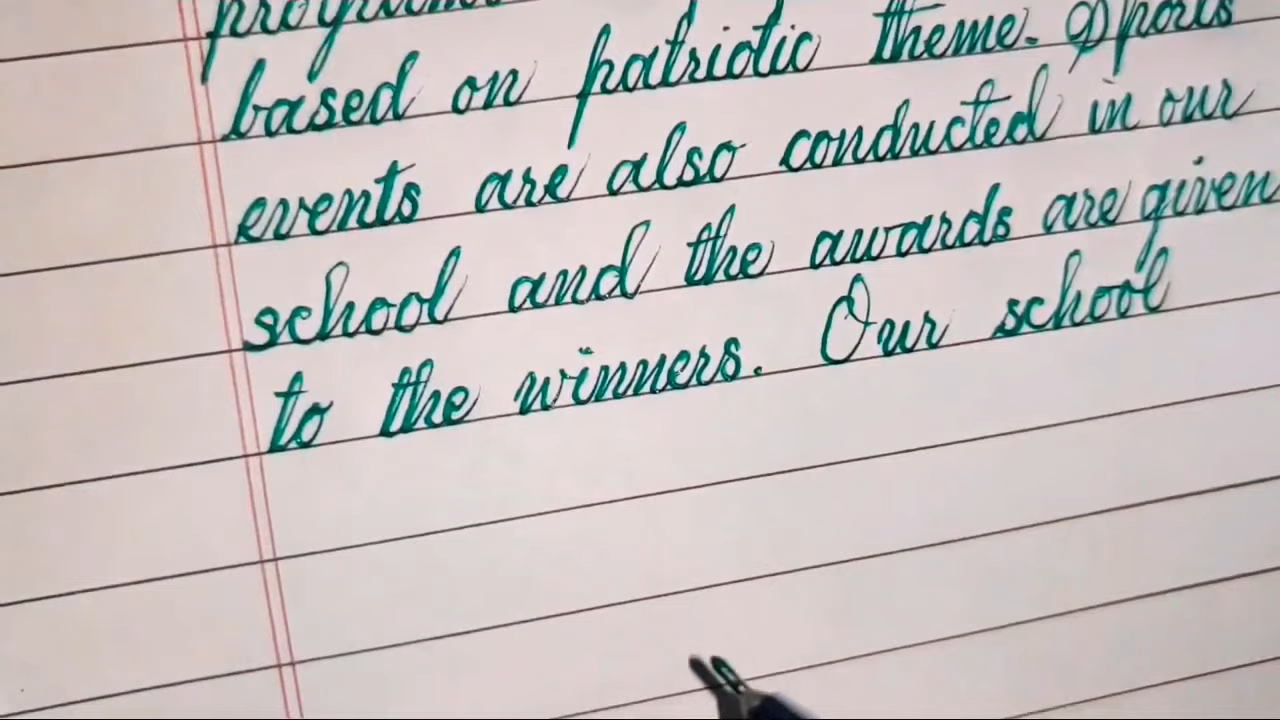 based on patriotic theme. Sports
events are also conducted in our
school and the awards are given
to the winners. Our school